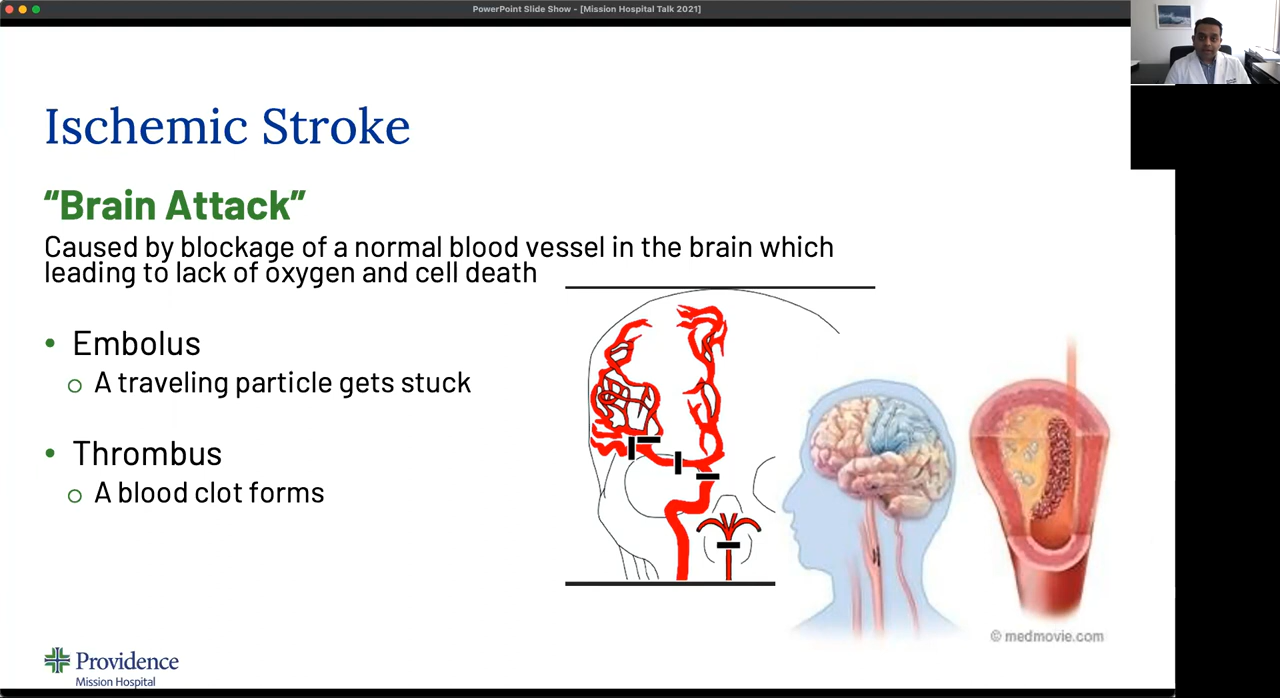 PowerPoint Slide Show - [Mission Hospital Talk 2021]
Ischemic Stroke
“Brain Attack”
Caused by blockage of a normal blood vessel in the brain which
leading to lack of oxygen and cell death
• Embolus
○ A traveling particle gets stuck
• Thrombus
○ A blood clot forms
© medmovie.com
Providence
Mission Hospital